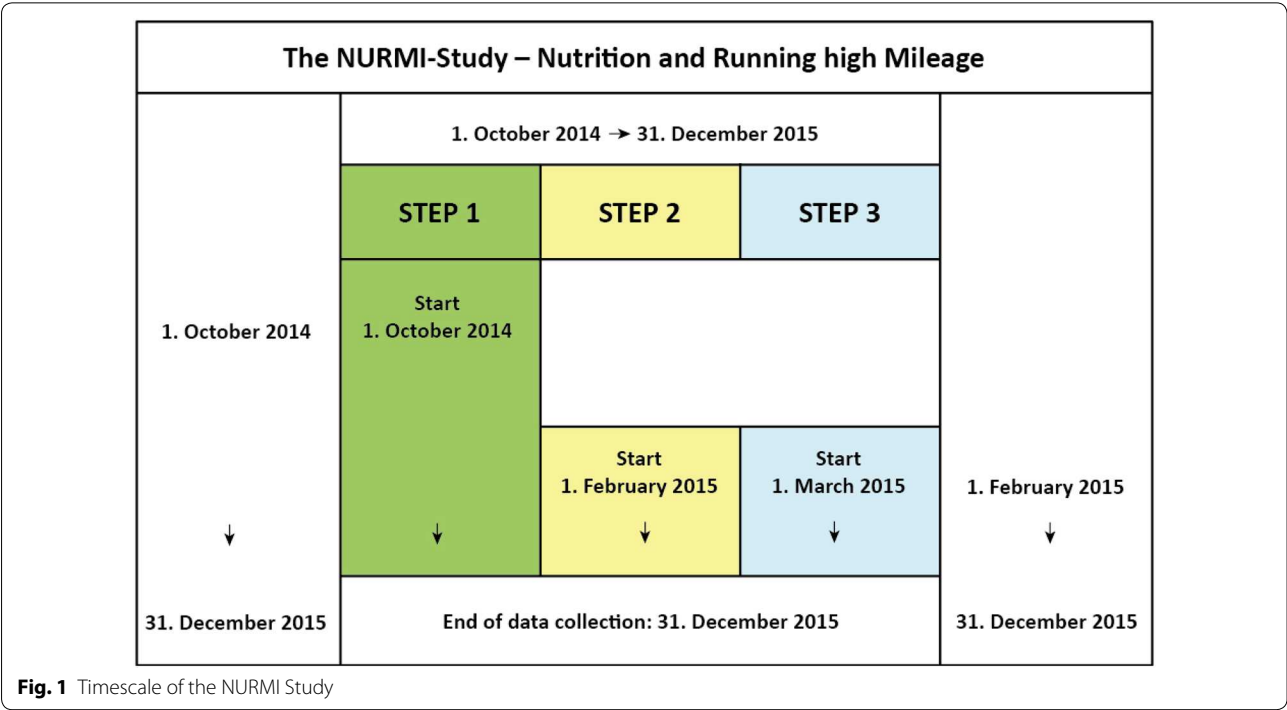 The NURMI-Study – Nutrition and Running high Mileage
1. October 2014 → 31. December 2015
STEP 1
STEP 2
STEP 3
1. October 2014
Start
1. October 2014
Start
1. February 2015
Start
1. March 2015
1. February 2015
31. December 2015
End of data collection: 31. December 2015
31. December 2015
Fig. 1 Timescale of the NURMI Study